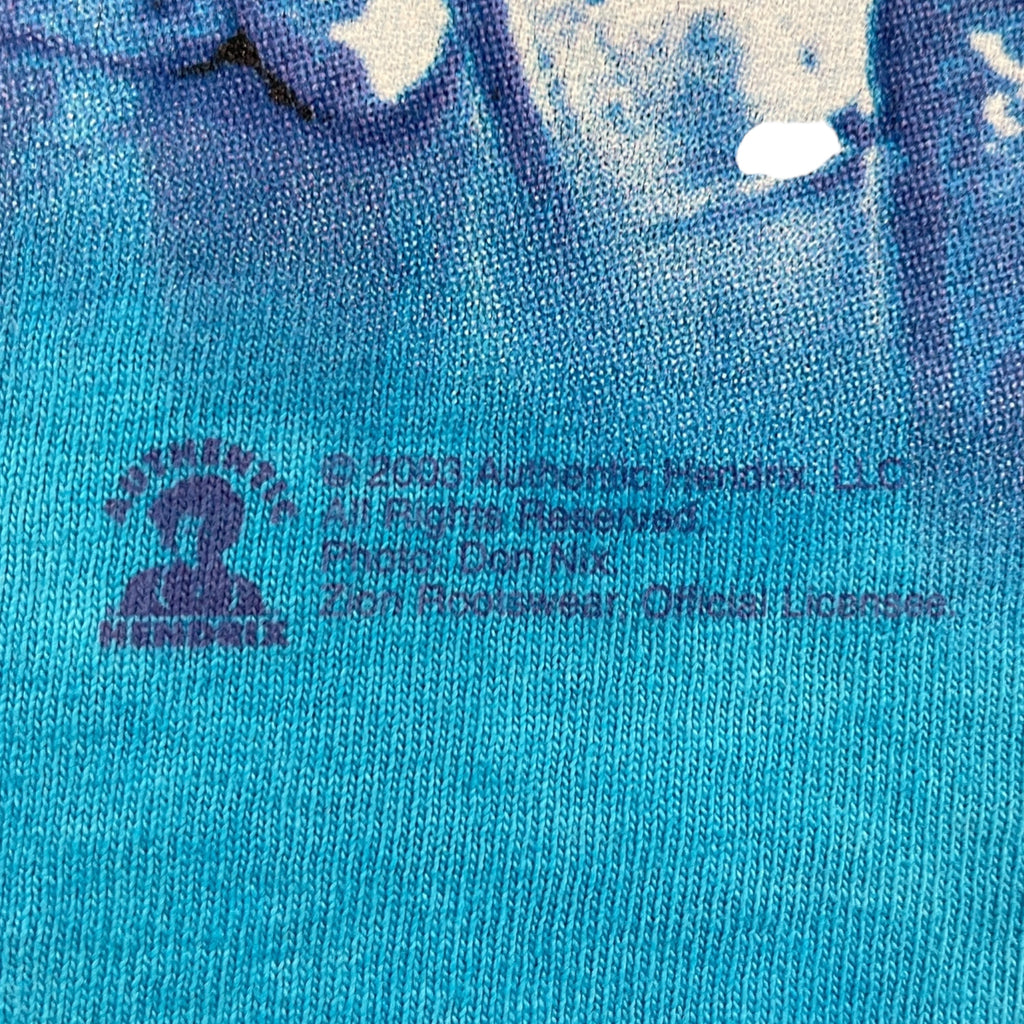 AUTHENTIC
HENDRIX
© 2003 Authentic Hendrix, LLC
All Rights Reserved.
Photo: Don Nix.
Zion Rootswear, Official Licensee.